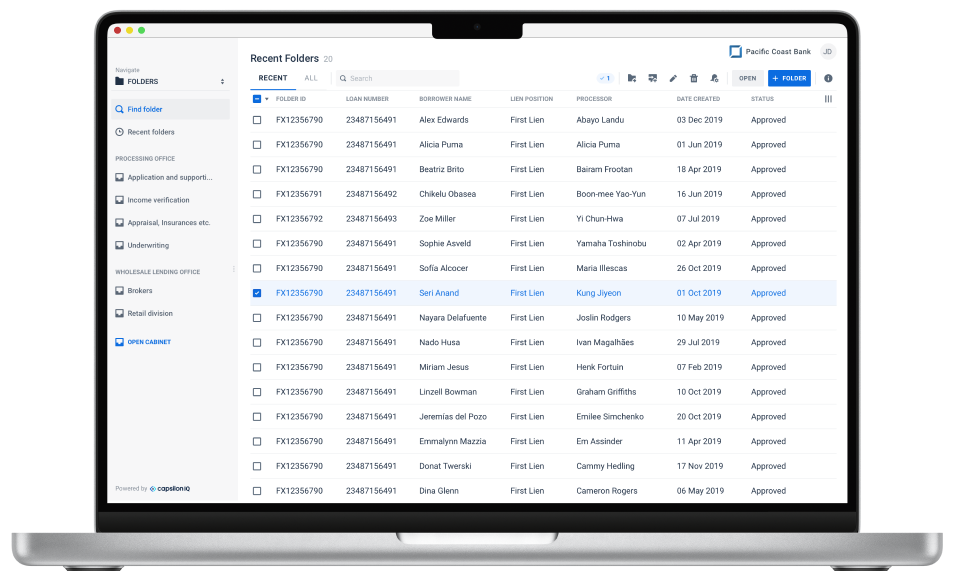 Pacific Coast Bank JD
Recent Folders 20
Navigate
FOLDERS
RECENT ALL Search 1 OPEN + FOLDER
Find folder
Recent folders
PROCESSING OFFICE
Application and supporti...
Income verification
Appraisal, Insurances etc.
Underwriting
WHOLESALE LENDING OFFICE
Brokers
Retail division
OPEN CABINET
Powered by capslloniQ
FOLDER ID LOAN NUMBER BORROWER NAME LIEN POSITION PROCESSOR DATE CREATED STATUS
FX12356790 23487156491 Alex Edwards First Lien Abayo Landu 03 Dec 2019 Approved
FX12356790 23487156491 Alicia Puma First Lien Alicia Puma 01 Jun 2019 Approved
FX12356790 23487156491 Beatriz Brito First Lien Bairam Frootan 18 Apr 2019 Approved
FX12356791 23487156492 Chikelu Obasea First Lien Boon-mee Yao-Yun 16 Jun 2019 Approved
FX12356792 23487156493 Zoe Miller First Lien Yi Chun-Hwa 07 Jul 2019 Approved
FX12356790 23487156491 Sophie Asveld First Lien Yamaha Toshinobu 02 Apr 2019 Approved
FX12356790 23487156491 Sofía Alcocer First Lien Maria Illescas 26 Oct 2019 Approved
FX12356790 23487156491 Seri Anand First Lien Kung Jiyeon 01 Oct 2019 Approved
FX12356790 23487156491 Nayara Delafuente First Lien Joslin Rodgers 10 May 2019 Approved
FX12356790 23487156491 Nado Husa First Lien Ivan Magalhães 29 Jul 2019 Approved
FX12356790 23487156491 Miriam Jesus First Lien Henk Fortuin 07 Feb 2019 Approved
FX12356790 23487156491 Linzell Bowman First Lien Graham Griffiths 10 Oct 2019 Approved
FX12356790 23487156491 Jeremías del Pozo First Lien Emilee Simchenko 20 Oct 2019 Approved
FX12356790 23487156491 Emmalynn Mazzia First Lien Em Assinder 11 Apr 2019 Approved
FX12356790 23487156491 Donat Twerski First Lien Cammy Hedling 17 Nov 2019 Approved
FX12356790 23487156491 Dina Glenn First Lien Cameron Rogers 06 May 2019 Approved